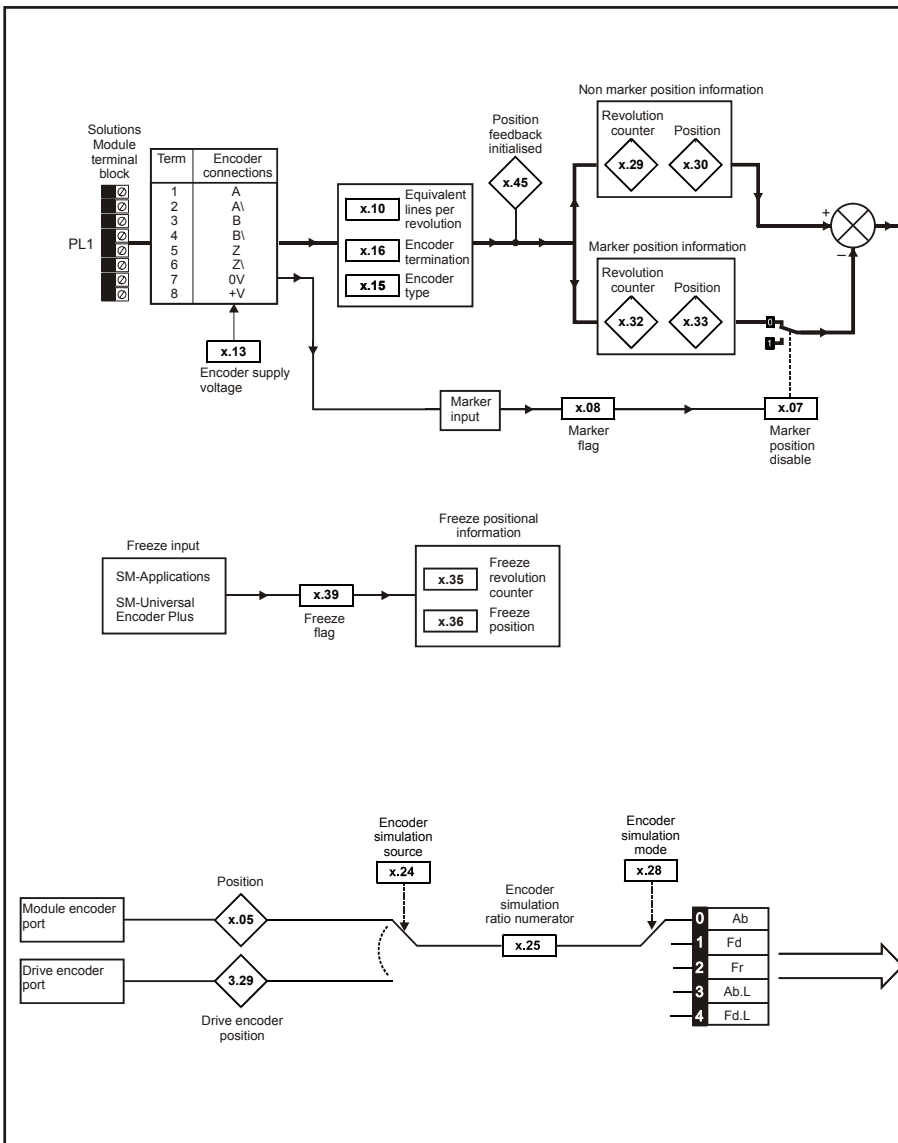 Non marker position information
Revolution
counter
Position
x.29
x.30
Position
feedback
initialised
x.45
Solutions
Module
terminal
block
PL1
Term
Encoder
connections
1 A
2 A\
3 B
4 B\
5 Z
6 Z\
7 0V
8 +V
x.10
Equivalent
lines per
revolution
x.16
Encoder
termination
x.15
Encoder
type
+
–
Marker position information
Revolution
counter
Position
x.32
x.33
0
1
x.13
Encoder supply
voltage
Marker
input
x.08
Marker
flag
x.07
Marker
position
disable
Freeze input
SM-Applications
SM-Universal
Encoder Plus
x.39
Freeze
flag
Freeze positional
information
x.35
Freeze
revolution
counter
x.36
Freeze
position
Encoder
simulation
source
x.24
Encoder
simulation
mode
x.28
Module encoder
port
Position
x.05
Encoder
simulation
ratio numerator
x.25
Drive encoder
port
3.29
Drive encoder
position
0 Ab
1 Fd
2 Fr
3 Ab.L
4 Fd.L